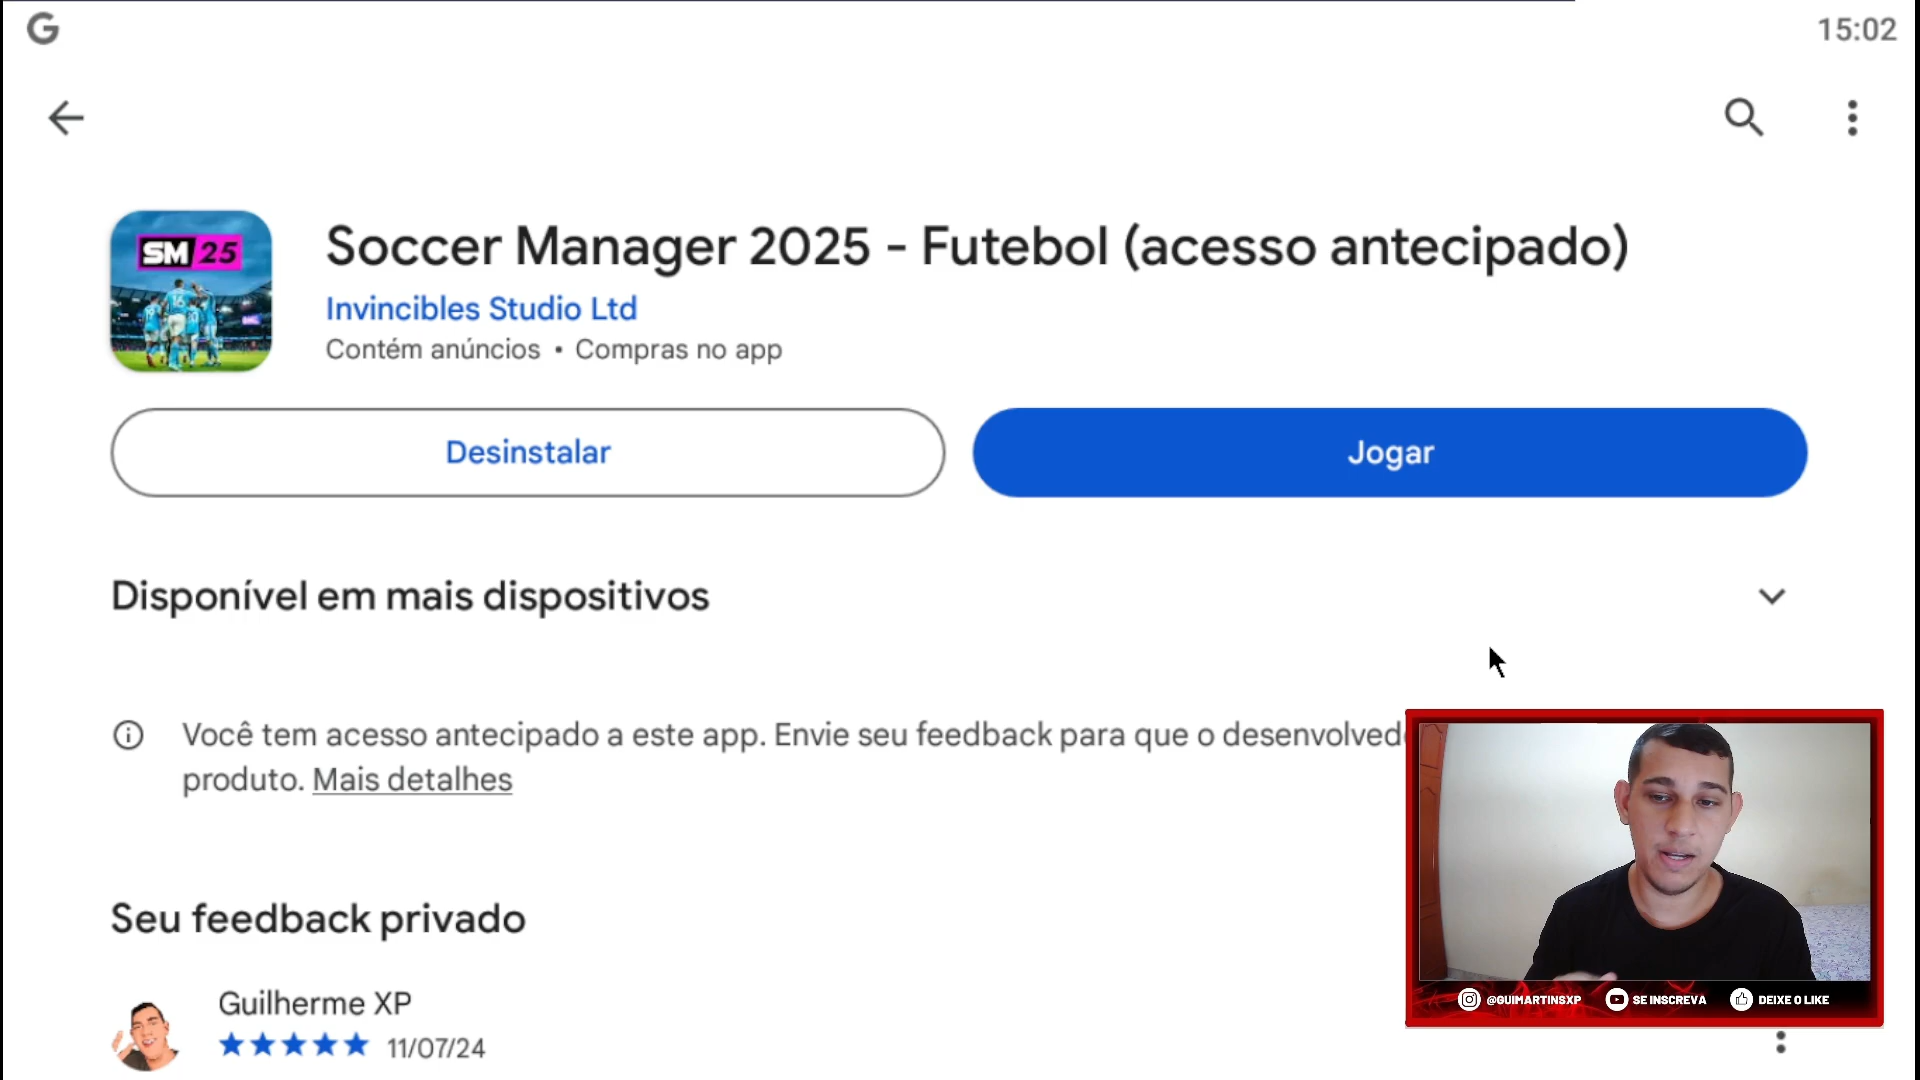 15:02
SM 25
Soccer Manager 2025 - Futebol (acesso antecipado)
Invincibles Studio Ltd
Contém anúncios • Compras no app
Desinstalar
Jogar
Disponível em mais dispositivos
Você tem acesso antecipado a este app. Envie seu feedback para que o desenvolved
produto. Mais detalhes
Seu feedback privado
Guilherme XP
11/07/24
@GUIMARTINSXP SE INSCREVA DEIXE O LIKE